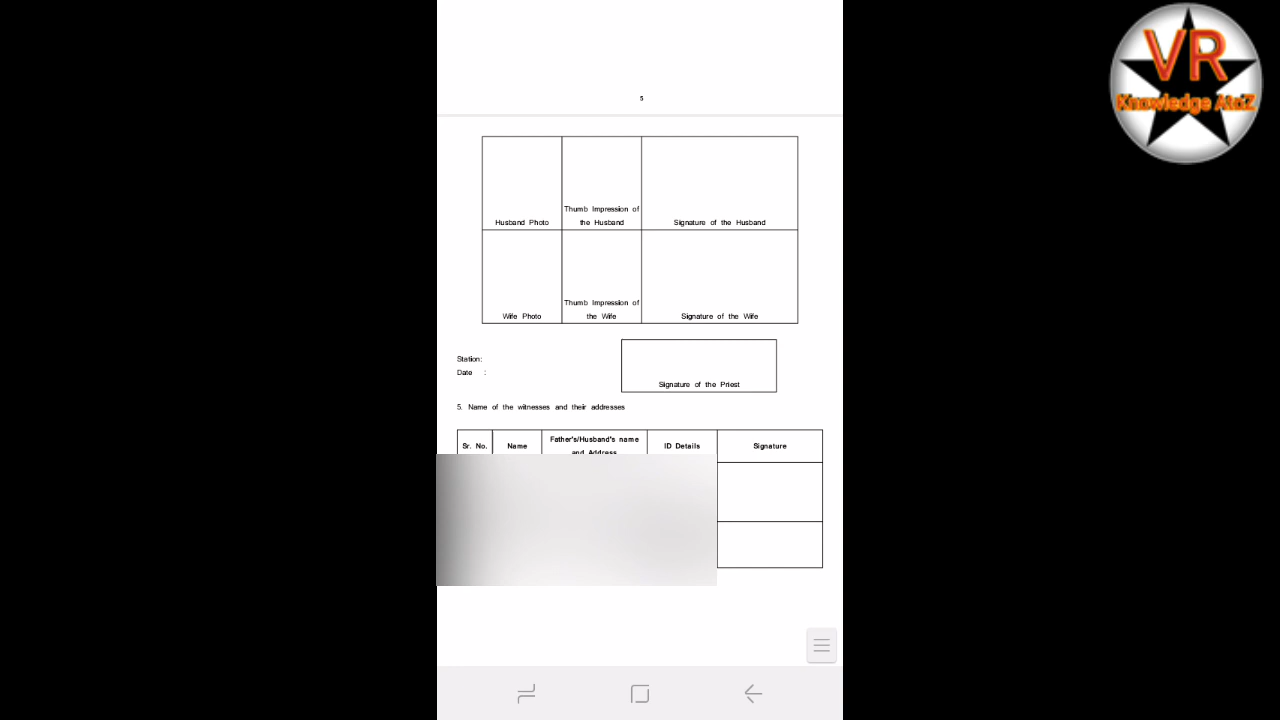 VR
Knowledge AtoZ
5
Thumb Impression of
Husband Photo the Husband Signature of the Husband
Thumb Impression of
Wife Photo the Wife Signature of the Wife
Station:
Date :
Signature of the Priest
5. Name of the witnesses and their addresses
Sr. No. Name Father's/Husband's name and Address ID Details Signature